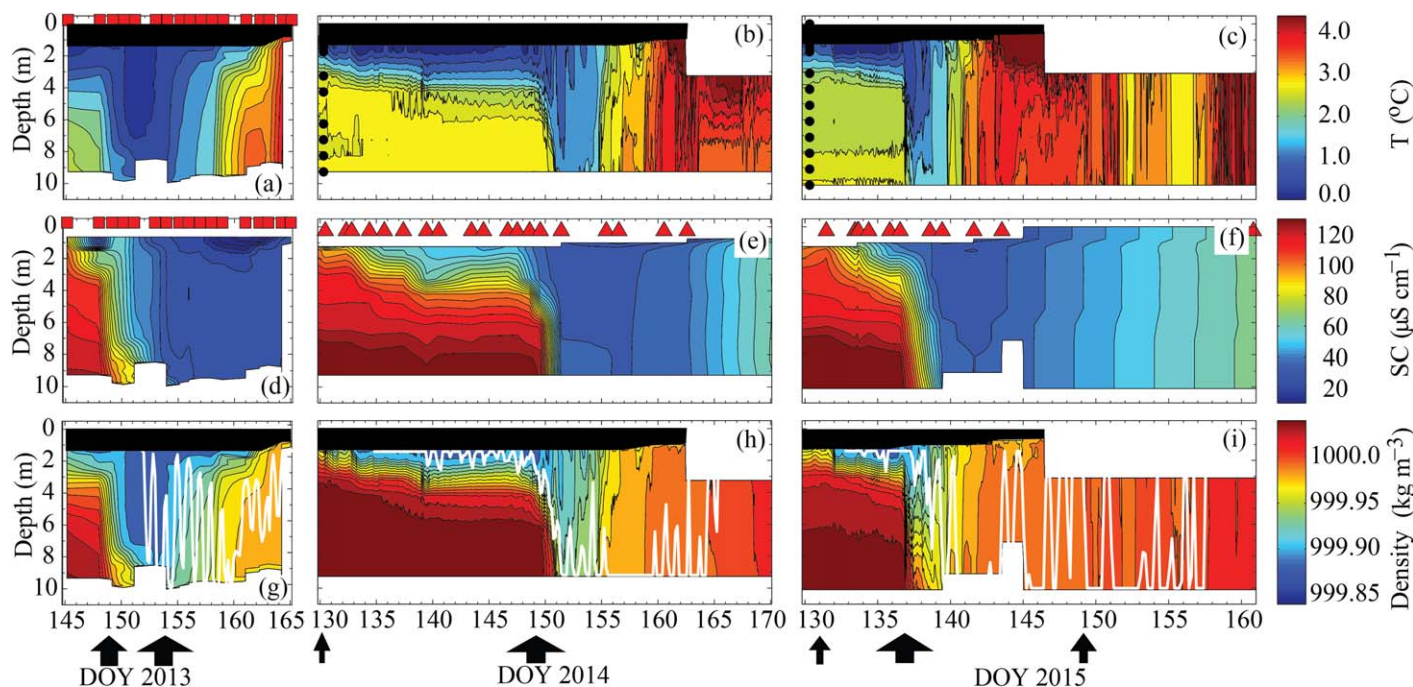 0 2 4 6 8 10
Depth (m)
(a) (b) (c)
4.0 3.0 2.0 1.0 0.0
T (°C)
0 2 4 6 8 10
Depth (m)
(d) (e) (f)
120 100 80 60 40 20
SC (µS cm⁻¹)
0 2 4 6 8 10
Depth (m)
(g) (h) (i)
1000.0 999.95 999.90 999.85
Density (kg m⁻³)
145 150 155 160 165 130 135 140 145 150 155 160 165 170 130 135 140 145 150 155 160
DOY 2013 DOY 2014 DOY 2015